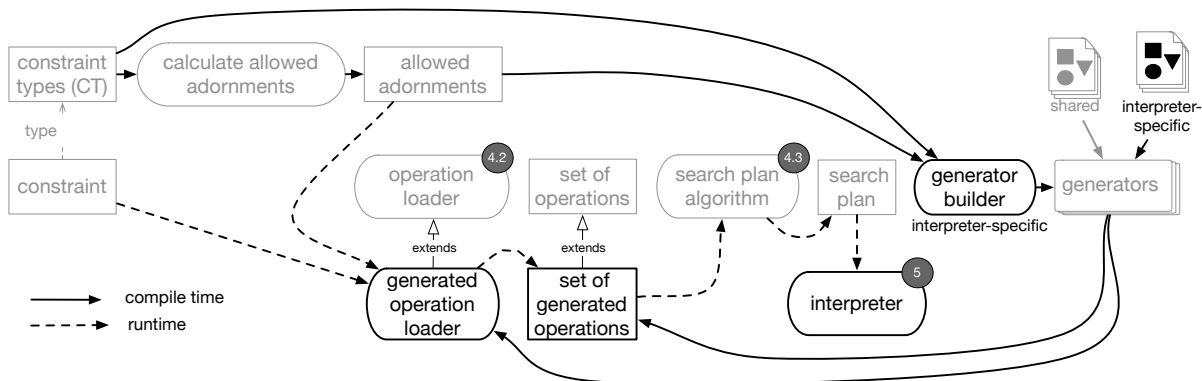 constraint
types (CT)
calculate allowed
adornments
allowed
adornments
shared
interpreter-
specific
type
constraint
4.2
operation
loader
set of
operations
4.3
search plan
algorithm
search
plan
generator
builder
interpreter-specific
generators
extends
extends
generated
operation
loader
set of
generated
operations
5
interpreter
compile time
runtime